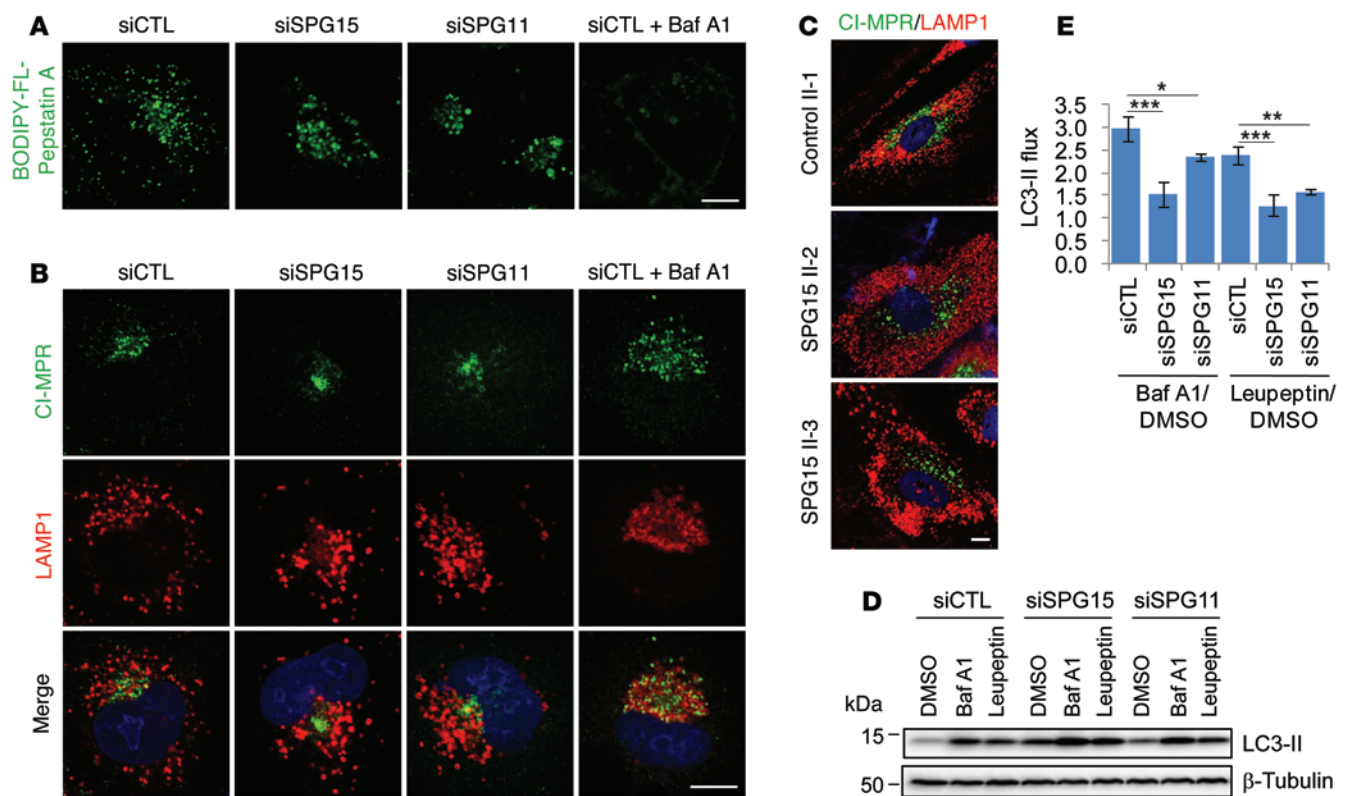 A
siCTL siSPG15 siSPG11 siCTL + Baf A1
BODIPY-FL-
Pepstatin A
B
siCTL siSPG15 siSPG11 siCTL + Baf A1
CI-MPR
LAMP1
Merge
C
CI-MPR/LAMP1
Control II-1
SPG15 II-2
SPG15 II-3
E
LC3-II flux
3.5
3.0
2.5
2.0
1.5
1.0
0.5
0.0
*
***
**
***
siCTL siSPG15 siSPG11 siCTL siSPG15 siSPG11
Baf A1/ Leupeptin/
DMSO DMSO
D
siCTL siSPG15 siSPG11
DMSO Baf A1 Leupeptin DMSO Baf A1 Leupeptin DMSO Baf A1 Leupeptin
kDa
15 LC3-II
50 β-Tubulin